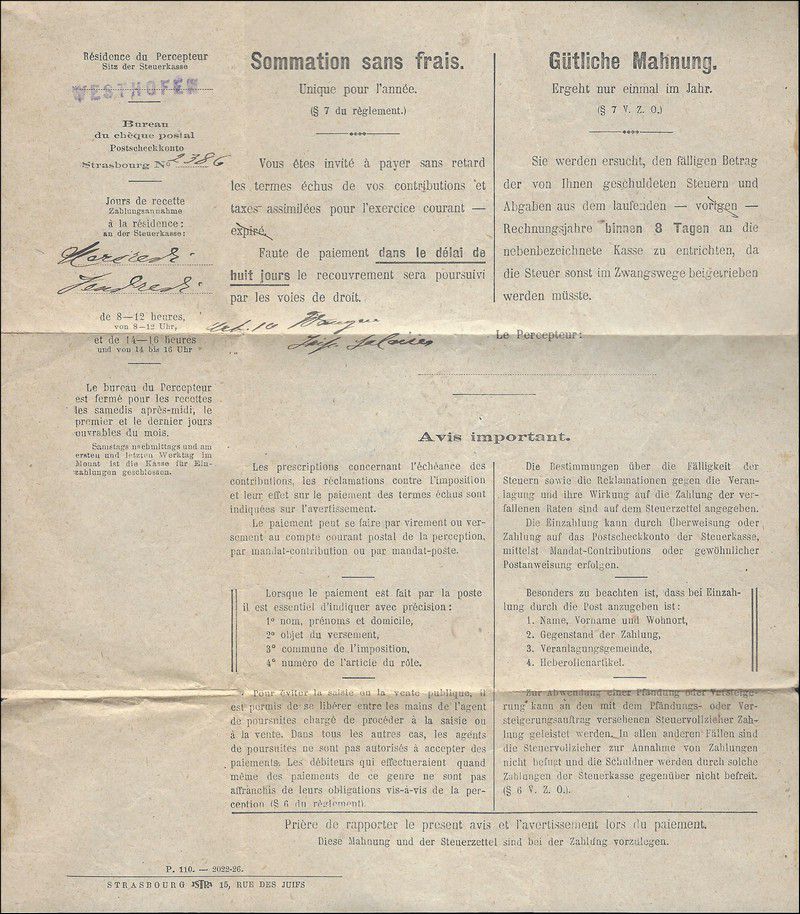 Résidence du Percepteur
Sitz der Steuerkasse
WESTHOFEN
Bureau
du chèque postal
Postscheckkonto
Strasbourg No 2386
Jours de recette
Zahlungsannahme
à la résidence:
an der Steuerkasse:
Mercredi
Vendredi
de 8—12 heures,
von 8—12 Uhr,
et de 14—16 heures
und von 14 bis 16 Uhr
Le bureau du Percepteur
est fermé pour les recettes
les samedis après-midi, le
premier et le dernier jours
ouvrables du mois.
Samstags nachmittags und am
ersten und letzten Werktag im
Monat ist die Kasse für Ein-
zahlungen geschlossen.
Sommation sans frais.
Unique pour l'année.
(§ 7 du règlement.)
Vous êtes invité à payer sans retard
les termes échus de vos contributions et
taxes assimilées pour l'exercice courant —
expiré.
Faute de paiement dans le délai de
huit jours le recouvrement sera poursuivi
par les voies de droit.
Art. 10 Wangen
Gütliche Mahnung.
Ergeht nur einmal im Jahr.
(§ 7 V. Z. O.)
Sie werden ersucht, den fälligen Betrag
der von Ihnen geschuldeten Steuern und
Abgaben aus dem laufenden — vorigen —
Rechnungsjahre binnen 8 Tagen an die
nebenbezeichnete Kasse zu entrichten, da
die Steuer sonst im Zwangswege beigetrieben
werden müsste.
Le Percepteur:
Avis important.
Les prescriptions concernant l'échéance des
contributions, les réclamations contre l'imposition
et leur effet sur le paiement des termes échus sont
indiquées sur l'avertissement.
Le paiement peut se faire par virement ou ver-
sement au compte courant postal de la perception,
par mandat-contribution ou par mandat-poste.
Lorsque le paiement est fait par la poste
il est essentiel d'indiquer avec précision:
1o nom, prénoms et domicile,
2o objet du versement,
3o commune de l'imposition,
4o numéro de l'article du rôle.
Pour éviter la saisie ou la vente publique, il
est permis de se libérer entre les mains de l'agent
de poursuites chargé de procéder à la saisie ou
à la vente. Dans tous les autres cas, les agents
de poursuites ne sont pas autorisés à accepter des
paiements. Les débiteurs qui effectueraient quand
même des paiements de ce genre ne sont pas
affranchis de leurs obligations vis-à-vis de la per-
ception (§ 6 du règlement).
Die Bestimmungen über die Fälligkeit der
Steuern sowie die Reklamationen gegen die Veran-
lagung und ihre Wirkung auf die Zahlung der ver-
fallenen Raten sind auf dem Steuerzettel angegeben.
Die Einzahlung kann durch Überweisung oder
Zahlung auf das Postscheckkonto der Steuerkasse,
mittelst Mandat-Contributions oder gewöhnlicher
Postanweisung erfolgen.
Besonders zu beachten ist, dass bei Einzah-
lung durch die Post anzugeben ist:
1. Name, Vorname und Wohnort,
2. Gegenstand der Zahlung,
3. Veranlagungsgemeinde,
4. Heberollenartikel.
Zur Abwendung einer Pfändung oder Versteige-
rung kann an den mit dem Pfändungs- oder Ver-
steigerungsauftrag versehenen Steuervollzieher Zah-
lung geleistet werden. In allen anderen Fällen sind
die Steuervollzieher zur Annahme von Zahlungen
nicht befugt und die Schuldner werden durch solche
Zahlungen der Steuerkasse gegenüber nicht befreit.
(§ 6 V. Z. O.).
Prière de rapporter le présent avis et l'avertissement lors du paiement.
Diese Mahnung und der Steuerzettel sind bei der Zahlung vorzulegen.
P. 110. — 2022-26.
STRASBOURG STR 15, RUE DES JUIFS